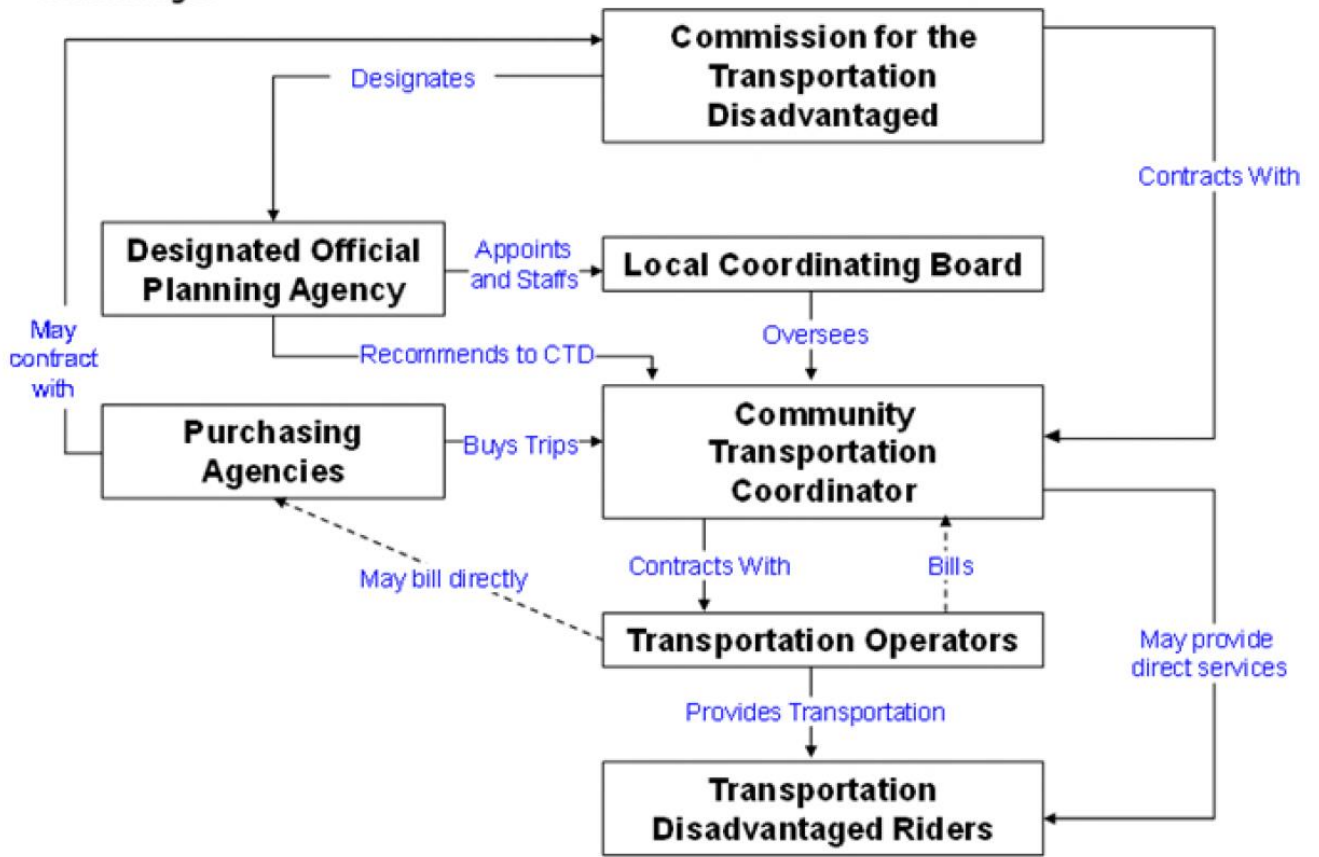 Commission for the
Transportation
Disadvantaged
Designates
Contracts With
Designated Official
Planning Agency
Appoints
and Staffs
Local Coordinating Board
May
contract
with
Recommends to CTD
Oversees
Purchasing
Agencies
Buys Trips
Community
Transportation
Coordinator
May bill directly
Contracts With
Bills
Transportation Operators
May provide
direct services
Provides Transportation
Transportation
Disadvantaged Riders